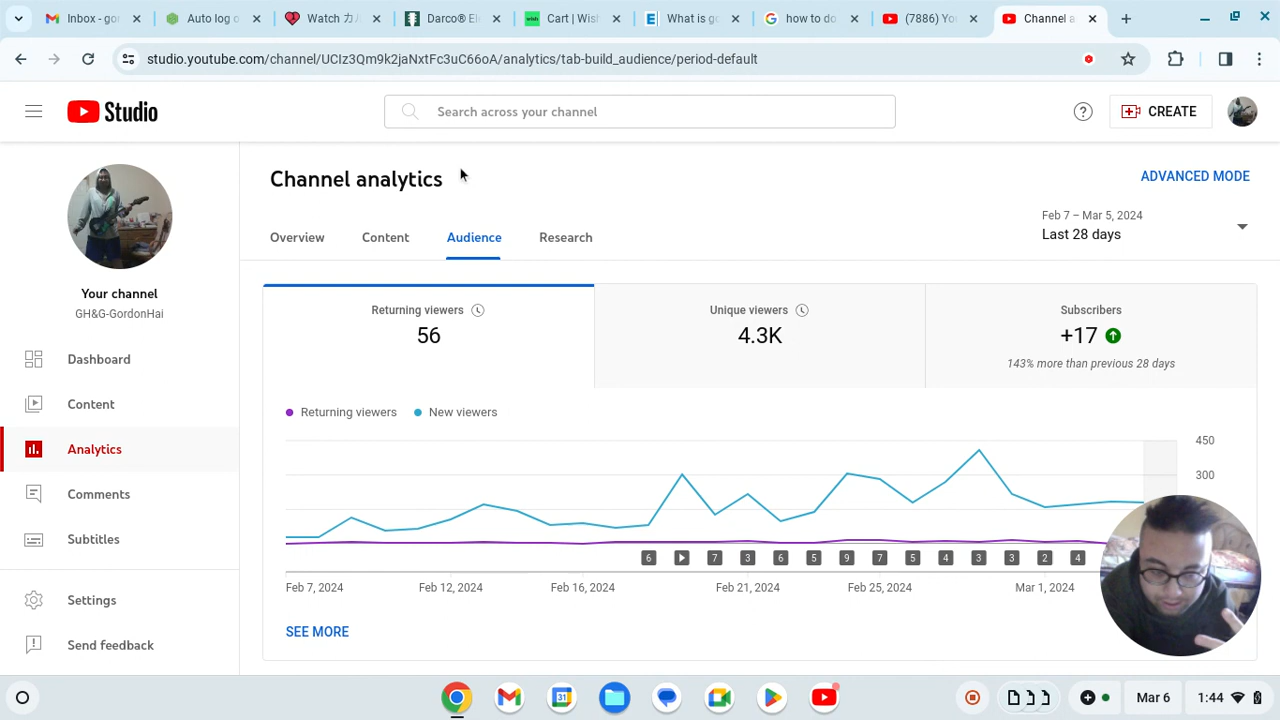 Inbox - go
Auto log o
Watch カ
Darco® El
Cart | Wish
What is go
how to do
(7886) Yo
Channel a
studio.youtube.com/channel/UCIz3Qm9k2jaNxtFc3uC66oA/analytics/tab-build_audience/period-default
Studio
Search across your channel
CREATE
Channel analytics
ADVANCED MODE
Feb 7 – Mar 5, 2024
Last 28 days
Overview
Content
Audience
Research
Your channel
GH&G-GordonHai
Dashboard
Content
Analytics
Comments
Subtitles
Settings
Send feedback
Returning viewers
56
Unique viewers
4.3K
Subscribers
+17
143% more than previous 28 days
Returning viewers
New viewers
450
300
6 7 3 6 5 9 7 5 4 3 3 2 4
Feb 7, 2024
Feb 12, 2024
Feb 16, 2024
Feb 21, 2024
Feb 25, 2024
Mar 1, 2024
SEE MORE
31
Mar 6
1:44